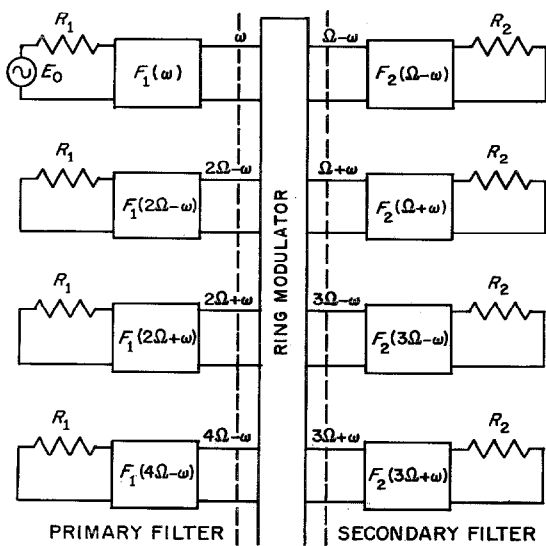 R1 ω Ω-ω R2
E0 F1(ω) F2(Ω-ω)
R1 2Ω-ω Ω+ω R2
F1(2Ω-ω) F2(Ω+ω)
RING MODULATOR
R1 2Ω+ω 3Ω-ω R2
F1(2Ω+ω) F2(3Ω-ω)
R1 4Ω-ω 3Ω+ω R2
F1(4Ω-ω) F2(3Ω+ω)
PRIMARY FILTER SECONDARY FILTER